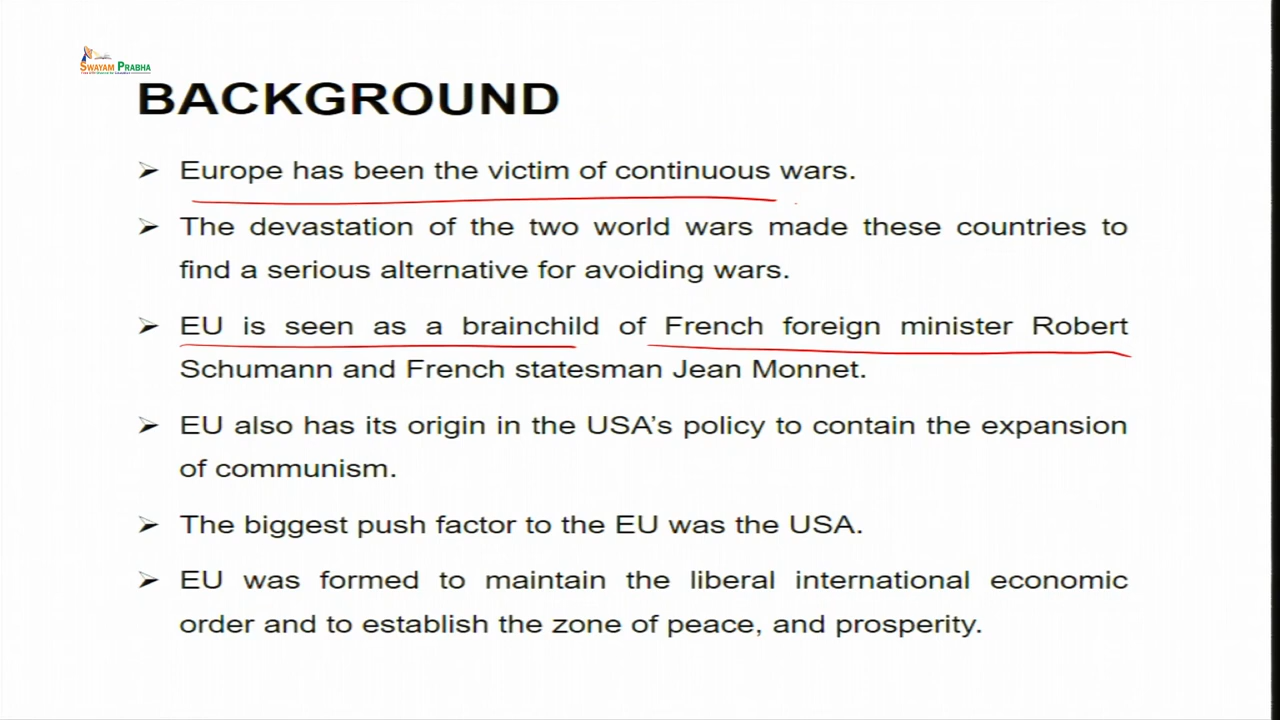 SWAYAM PRABHA
BACKGROUND
➢ Europe has been the victim of continuous wars.
➢ The devastation of the two world wars made these countries to
find a serious alternative for avoiding wars.
➢ EU is seen as a brainchild of French foreign minister Robert
Schumann and French statesman Jean Monnet.
➢ EU also has its origin in the USA’s policy to contain the expansion
of communism.
➢ The biggest push factor to the EU was the USA.
➢ EU was formed to maintain the liberal international economic
order and to establish the zone of peace, and prosperity.